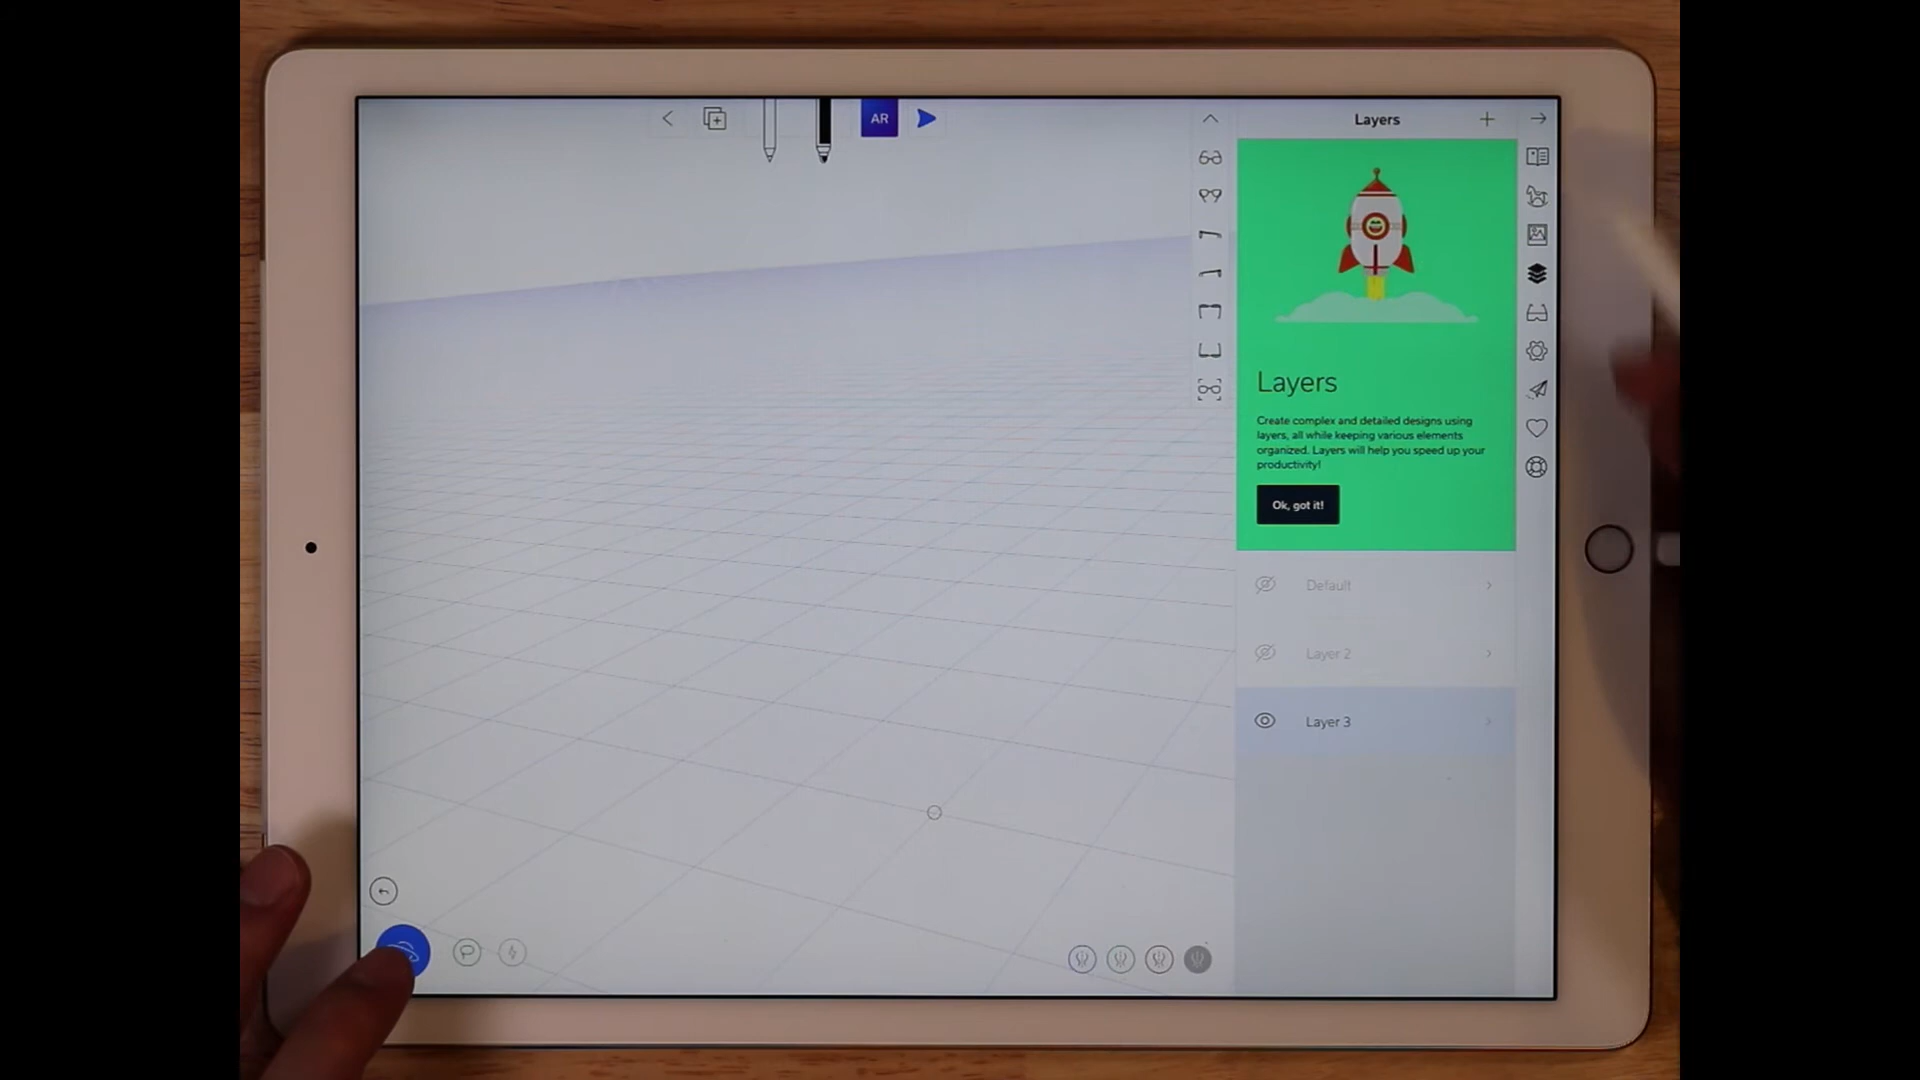 AR
Layers
Layers
Create complex and detailed designs using
layers, all while keeping various elements
organized. Layers will help you speed up your
productivity!
Ok, got it!
Default
Layer 2
Layer 3